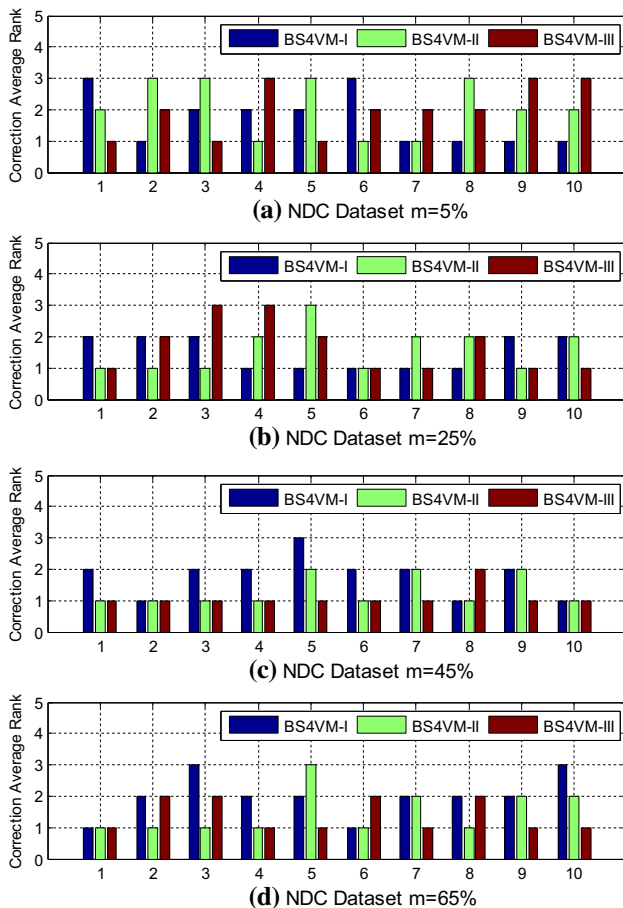 5
4
3
2
1
0
Correction Average Rank
BS4VM-I BS4VM-II BS4VM-III
1 2 3 4 5 6 7 8 9 10
(a) NDC Dataset m=5%
5
4
3
2
1
0
Correction Average Rank
BS4VM-I BS4VM-II BS4VM-III
1 2 3 4 5 6 7 8 9 10
(b) NDC Dataset m=25%
5
4
3
2
1
0
Correction Average Rank
BS4VM-I BS4VM-II BS4VM-III
1 2 3 4 5 6 7 8 9 10
(c) NDC Dataset m=45%
5
4
3
2
1
0
Correction Average Rank
BS4VM-I BS4VM-II BS4VM-III
1 2 3 4 5 6 7 8 9 10
(d) NDC Dataset m=65%